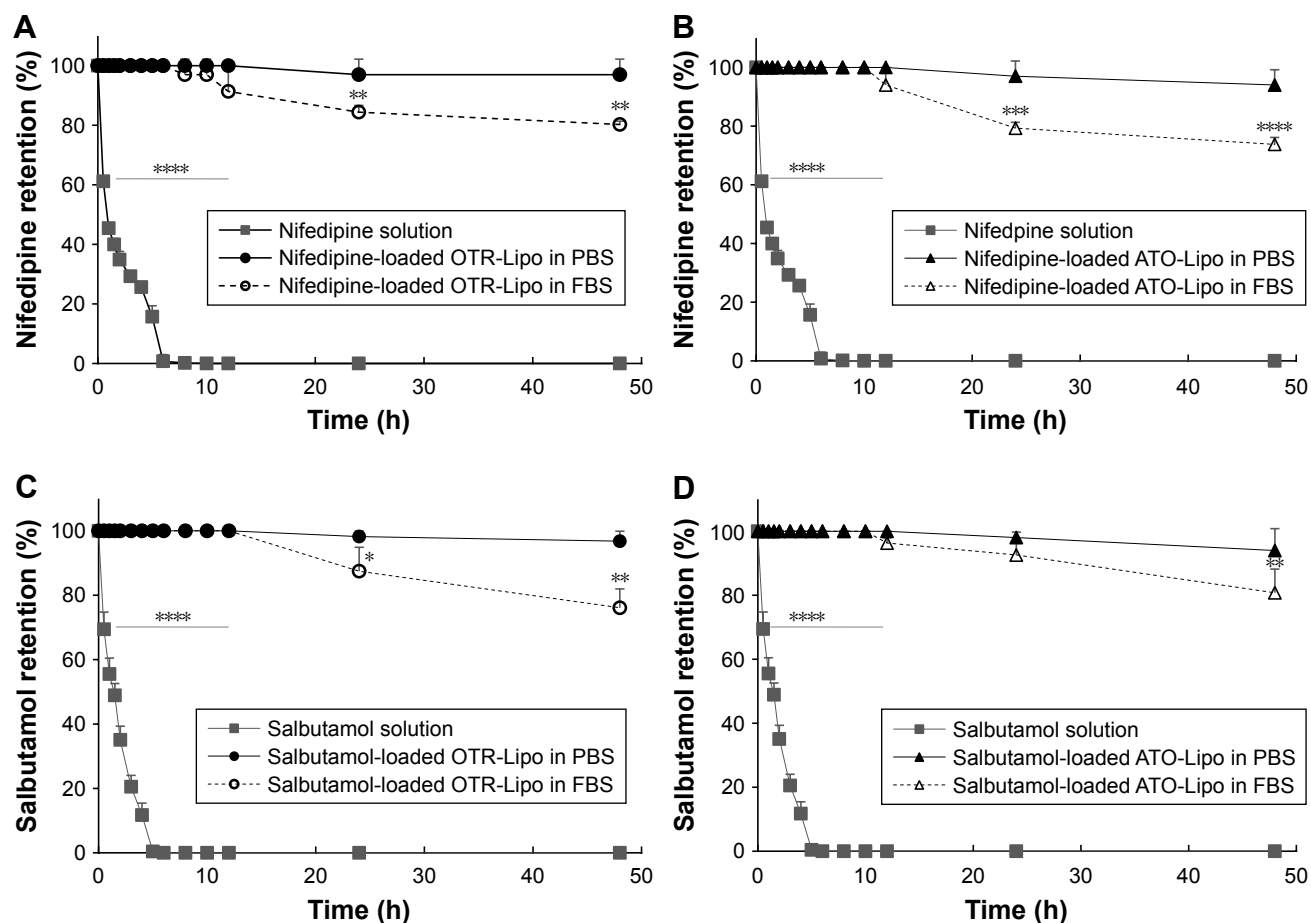 A
Nifedipine retention (%)
100
80
60
40
20
0
**
**
****
Nifedipine solution
Nifedipine-loaded OTR-Lipo in PBS
Nifedipine-loaded OTR-Lipo in FBS
0 10 20 30 40 50
Time (h)
B
Nifedipine retention (%)
100
80
60
40
20
0
***
****
****
Nifedpine solution
Nifedipine-loaded ATO-Lipo in PBS
Nifedipine-loaded ATO-Lipo in FBS
0 10 20 30 40 50
Time (h)
C
Salbutamol retention (%)
100
80
60
40
20
0
*
**
****
Salbutamol solution
Salbutamol-loaded OTR-Lipo in PBS
Salbutamol-loaded OTR-Lipo in FBS
0 10 20 30 40 50
Time (h)
D
Salbutamol retention (%)
100
80
60
40
20
0
**
****
Salbutamol solution
Salbutamol-loaded ATO-Lipo in PBS
Salbutamol-loaded ATO-Lipo in FBS
0 10 20 30 40 50
Time (h)